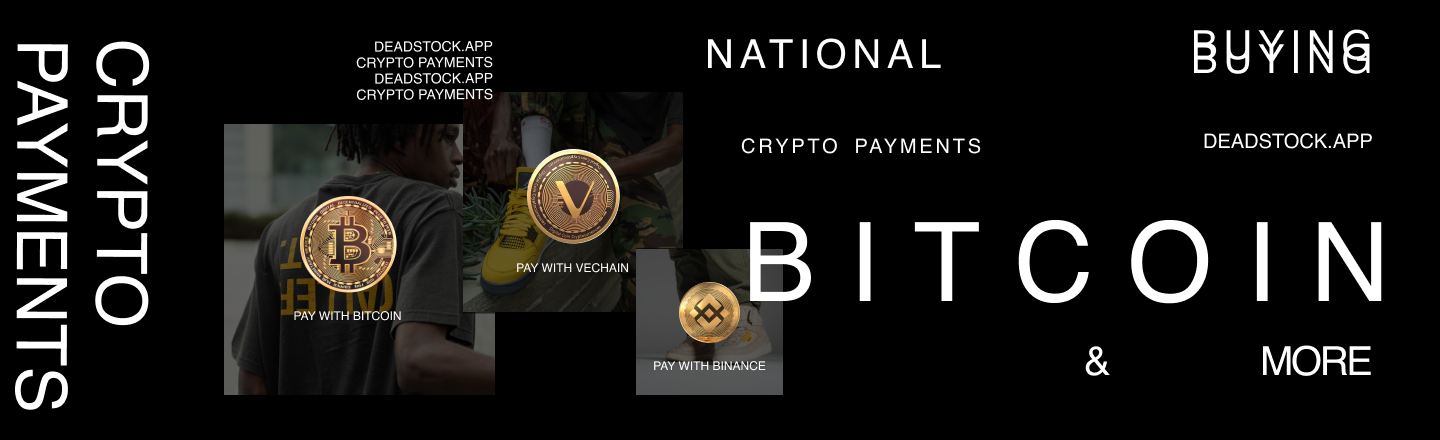 CRYPTO
PAYMENTS
DEADSTOCK.APP
CRYPTO PAYMENTS
DEADSTOCK.APP
CRYPTO PAYMENTS
PAY WITH BITCOIN
PAY WITH VECHAIN
PAY WITH BINANCE
NATIONAL
BUYING
BUYING
CRYPTO PAYMENTS
DEADSTOCK.APP
BITCOIN
& MORE